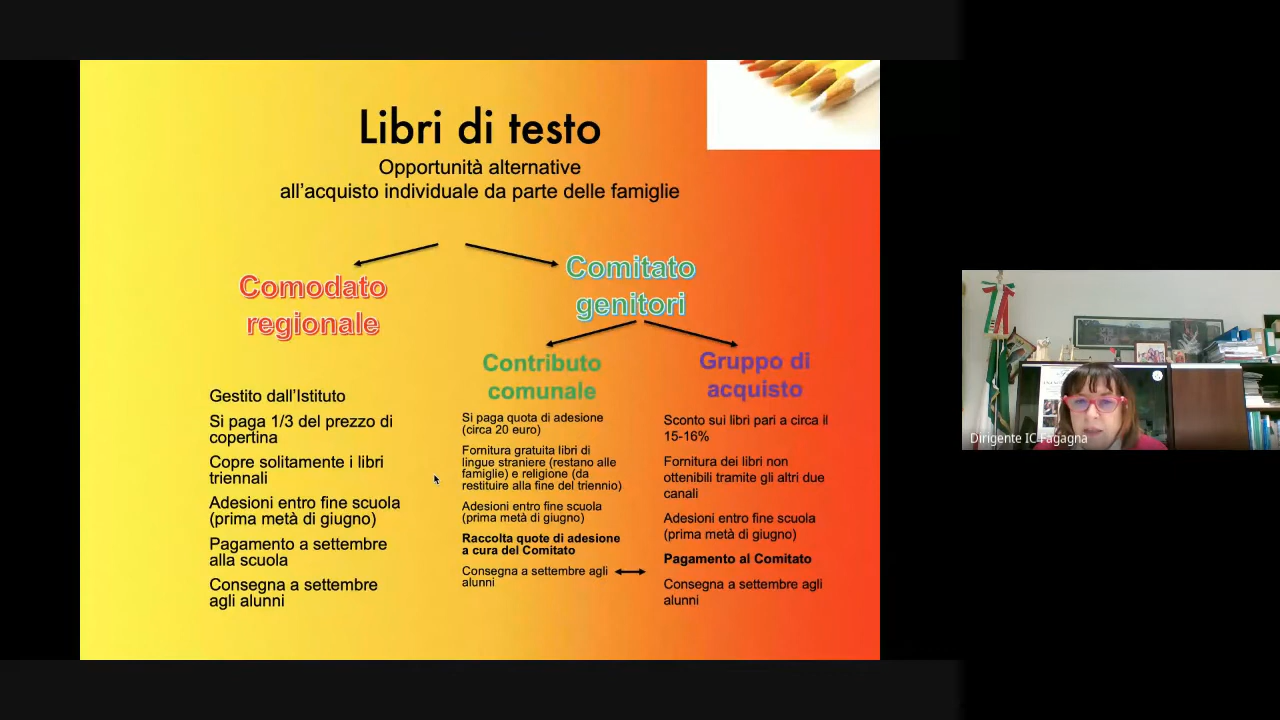 Libri di testo
Opportunità alternative
all'acquisto individuale da parte delle famiglie
Comodato
regionale
Gestito dall'Istituto
Si paga 1/3 del prezzo di
copertina
Copre solitamente i libri
triennali
Adesioni entro fine scuola
(prima metà di giugno)
Pagamento a settembre
alla scuola
Consegna a settembre
agli alunni
Comitato
genitori
Contributo
comunale
Si paga quota di adesione
(circa 20 euro)
Fornitura gratuita libri di
lingue straniere (restano alle
famiglie) e religione (da
restituire alla fine del triennio)
Adesioni entro fine scuola
(prima metà di giugno)
Raccolta quote di adesione
a cura del Comitato
Consegna a settembre agli
alunni
Gruppo di
acquisto
Sconto sui libri pari a circa il
15-16%
Fornitura dei libri non
ottenibili tramite gli altri due
canali
Adesioni entro fine scuola
(prima metà di giugno)
Pagamento al Comitato
Consegna a settembre agli
alunni
Dirigente IC Fagagna